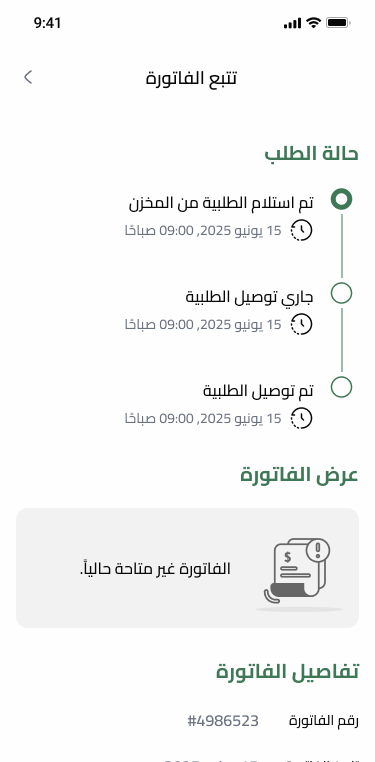 9:41
تتبع الفاتورة
حالة الطلب
تم استلام الطلبية من المخزن
15 يونيو 2025, 09:00 صباحًا
جاري توصيل الطلبية
15 يونيو 2025, 09:00 صباحًا
تم توصيل الطلبية
15 يونيو 2025, 09:00 صباحًا
عرض الفاتورة
$
الفاتورة غير متاحة حالياً.
تفاصيل الفاتورة
رقم الفاتورة #4986523